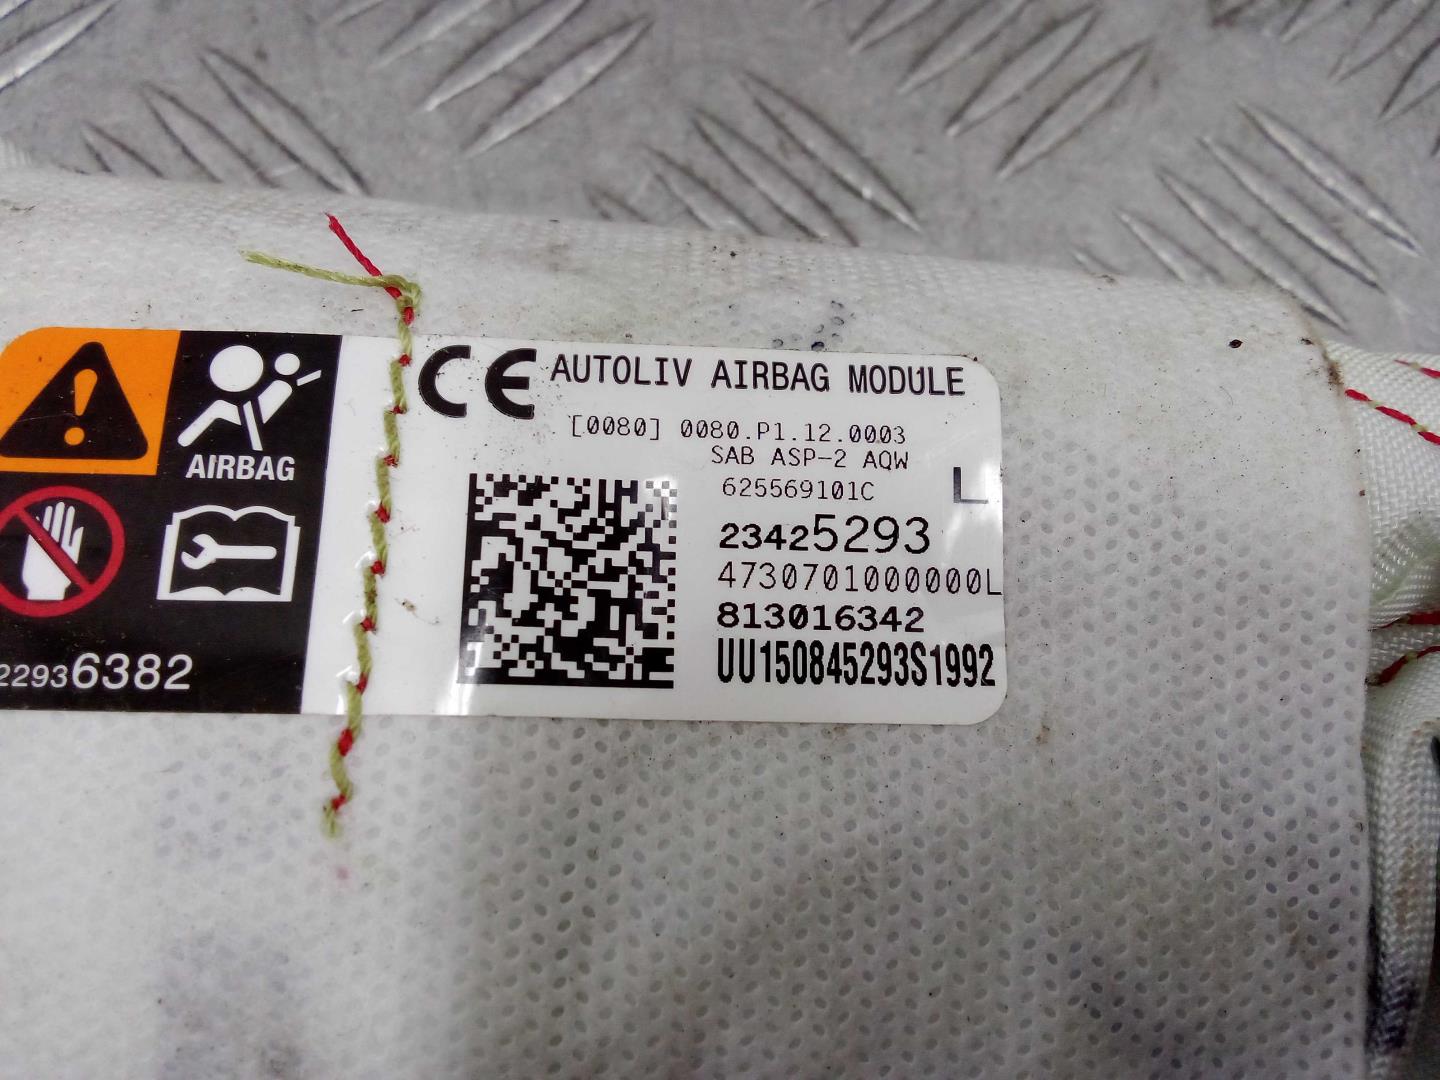 AIRBAG
22936382
CE AUTOLIV AIRBAG MODULE
[0080] 0080.P1.12.0003
SAB ASP-2 AQW
625569101C L
23425293
4730701000000L
813016342
UU150845293S1992